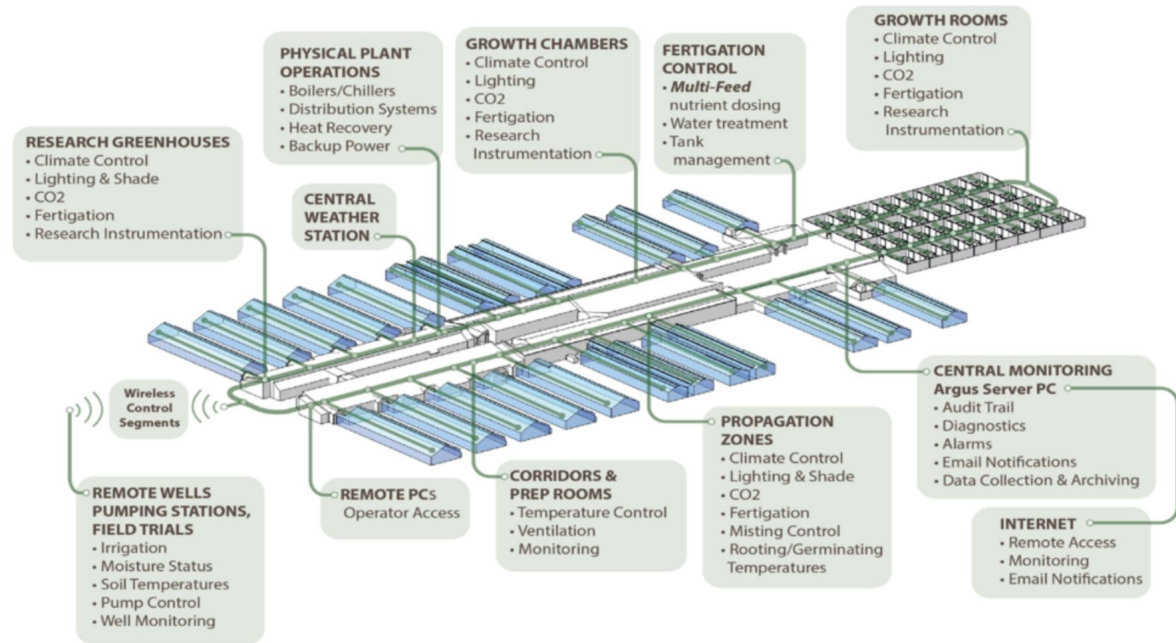 PHYSICAL PLANT
OPERATIONS
• Boilers/Chillers
• Distribution Systems
• Heat Recovery
• Backup Power
GROWTH CHAMBERS
• Climate Control
• Lighting
• CO2
• Fertigation
• Research
Instrumentation
FERTIGATION
CONTROL
• Multi-Feed
nutrient dosing
• Water treatment
• Tank
management
GROWTH ROOMS
• Climate Control
• Lighting
• CO2
• Fertigation
• Research
Instrumentation
RESEARCH GREENHOUSES
• Climate Control
• Lighting & Shade
• CO2
• Fertigation
• Research Instrumentation
CENTRAL
WEATHER
STATION
Wireless
Control
Segments
REMOTE WELLS
PUMPING STATIONS,
FIELD TRIALS
• Irrigation
• Moisture Status
• Soil Temperatures
• Pump Control
• Well Monitoring
REMOTE PCs
Operator Access
CORRIDORS &
PREP ROOMS
• Temperature Control
• Ventilation
• Monitoring
PROPAGATION
ZONES
• Climate Control
• Lighting & Shade
• CO2
• Fertigation
• Misting Control
• Rooting/Germinating
Temperatures
CENTRAL MONITORING
Argus Server PC
• Audit Trail
• Diagnostics
• Alarms
• Email Notifications
• Data Collection & Archiving
INTERNET
• Remote Access
• Monitoring
• Email Notifications